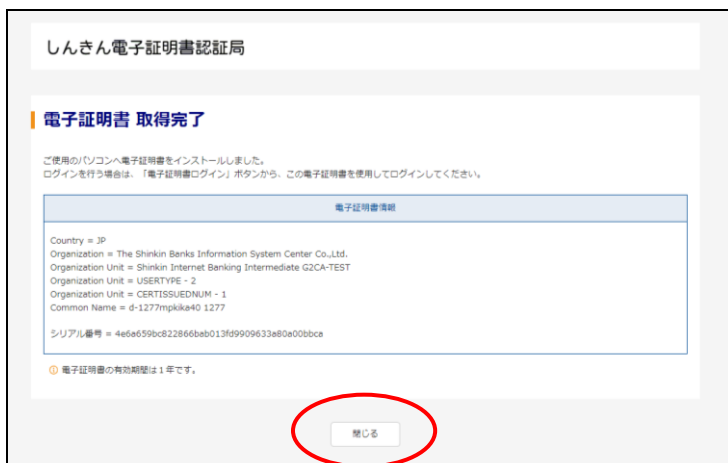 しんきん電子証明書認証局
電子証明書 取得完了
ご使用のパソコンへ電子証明書をインストールしました。
ログインを行う場合は、「電子証明書ログイン」ボタンから、この電子証明書を使用してログインしてください。
電子証明書情報
Country = JP
Organization = The Shinkin Banks Information System Center Co.,Ltd.
Organization Unit = Shinkin Internet Banking Intermediate G2CA-TEST
Organization Unit = USERTYPE - 2
Organization Unit = CERTISSUEDNUM - 1
Common Name = d-1277mpkika40 1277
シリアル番号 = 4e6a659bc822866bab013fd9909633a80a00bbca
電子証明書の有効期間は1年です。
閉じる